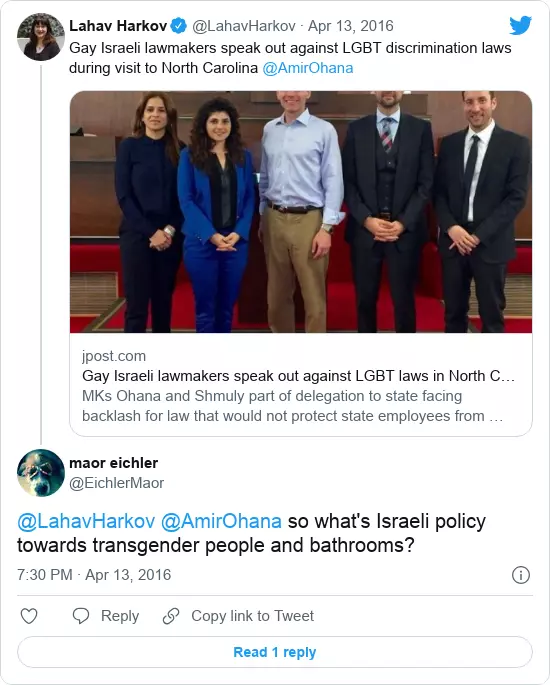 Lahav Harkov @LahavHarkov · Apr 13, 2016
Gay Israeli lawmakers speak out against LGBT discrimination laws
during visit to North Carolina @AmirOhana
jpost.com
Gay Israeli lawmakers speak out against LGBT laws in North C...
MKs Ohana and Shmuly part of delegation to state facing
backlash for law that would not protect state employees from ...
maor eichler
@EichlerMaor
@LahavHarkov @AmirOhana so what's Israeli policy
towards transgender people and bathrooms?
7:30 PM · Apr 13, 2016
Reply Copy link to Tweet
Read 1 reply